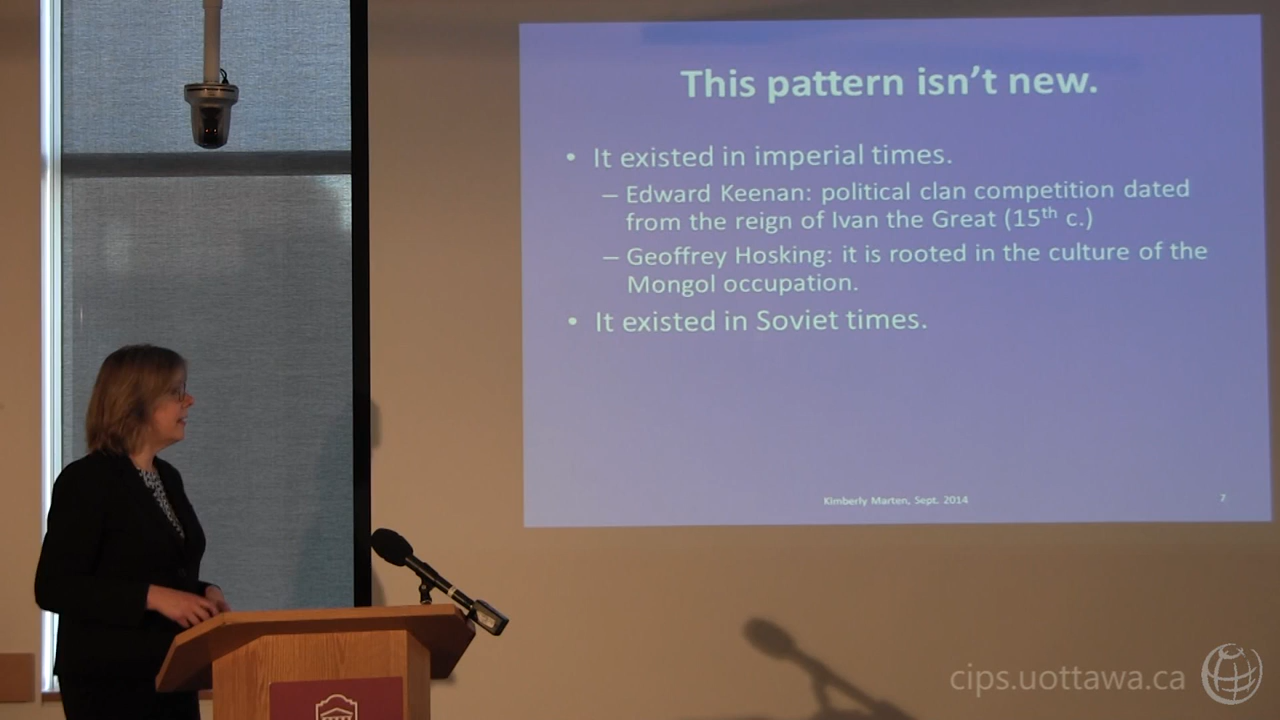 This pattern isn't new.
• It existed in imperial times.
– Edward Keenan: political clan competition dated
from the reign of Ivan the Great (15th c.)
– Geoffrey Hosking: it is rooted in the culture of the
Mongol occupation.
• It existed in Soviet times.
Kimberly Marten, Sept. 2014
7
cips.uottawa.ca